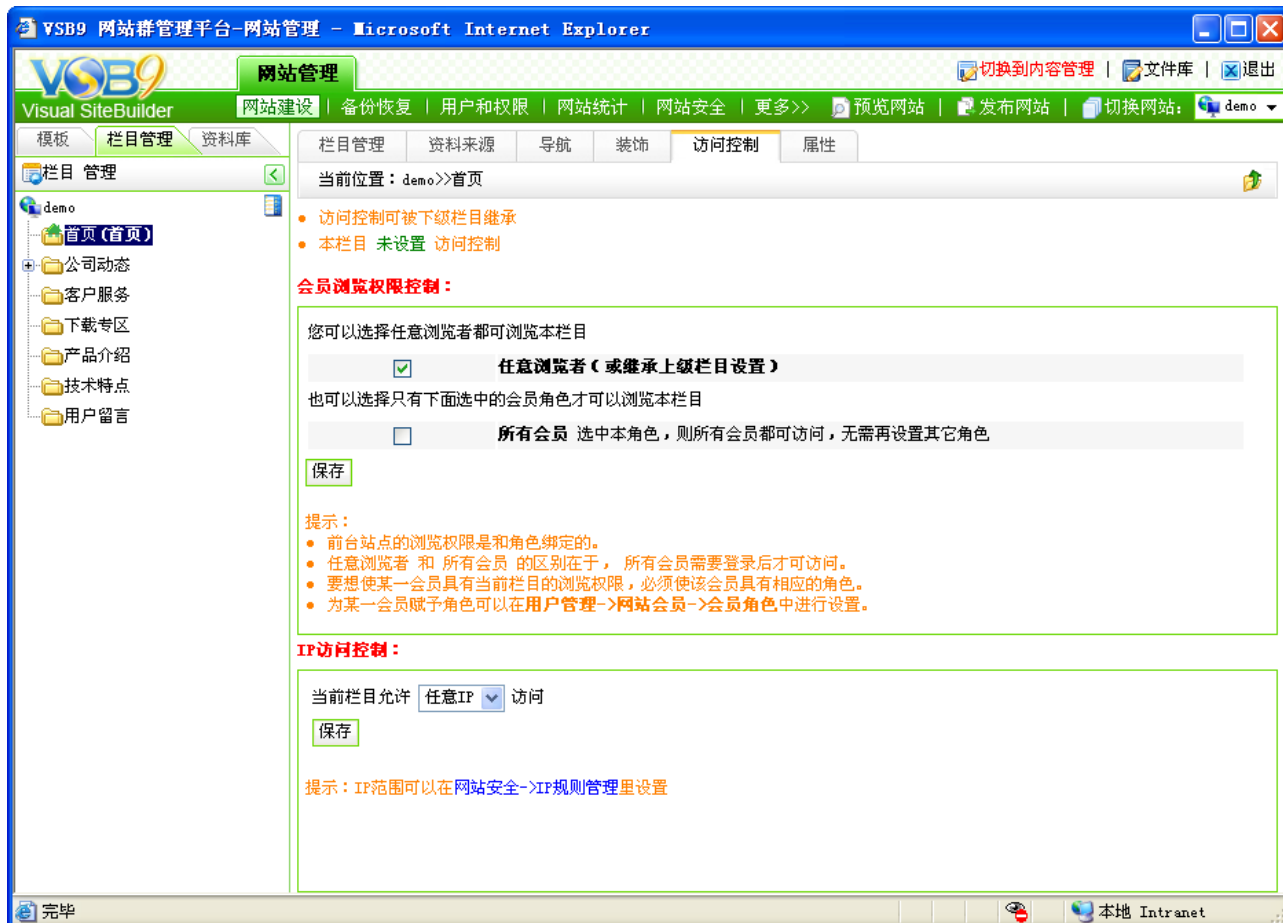 VSB9 网站群管理平台-网站管理 - Microsoft Internet Explorer
VSB9
Visual SiteBuilder
网站管理
切换到内容管理 | 文件库 | 退出
网站建设 | 备份恢复 | 用户和权限 | 网站统计 | 网站安全 | 更多>> 预览网站 | 发布网站 | 切换网站: demo
模板 栏目管理 资料库
栏目管理 资料来源 导航 装饰 访问控制 属性
栏目 管理
当前位置：demo>>首页
demo
首页(首页)
公司动态
客户服务
下载专区
产品介绍
技术特点
用户留言
访问控制可被下级栏目继承
本栏目 未设置 访问控制
会员浏览权限控制：
您可以选择任意浏览者都可浏览本栏目
任意浏览者（或继承上级栏目设置）
也可以选择只有下面选中的会员角色才可以浏览本栏目
所有会员 选中本角色，则所有会员都可访问，无需再设置其它角色
保存
提示：
前台站点的浏览权限是和角色绑定的。
任意浏览者 和 所有会员 的区别在于， 所有会员需要登录后才可访问。
要想使某一会员具有当前栏目的浏览权限，必须使该会员具有相应的角色。
为某一会员赋予角色可以在用户管理->网站会员->会员角色中进行设置。
IP访问控制：
当前栏目允许 任意IP 访问
保存
提示：IP范围可以在网站安全->IP规则管理里设置
完毕
本地 Intranet